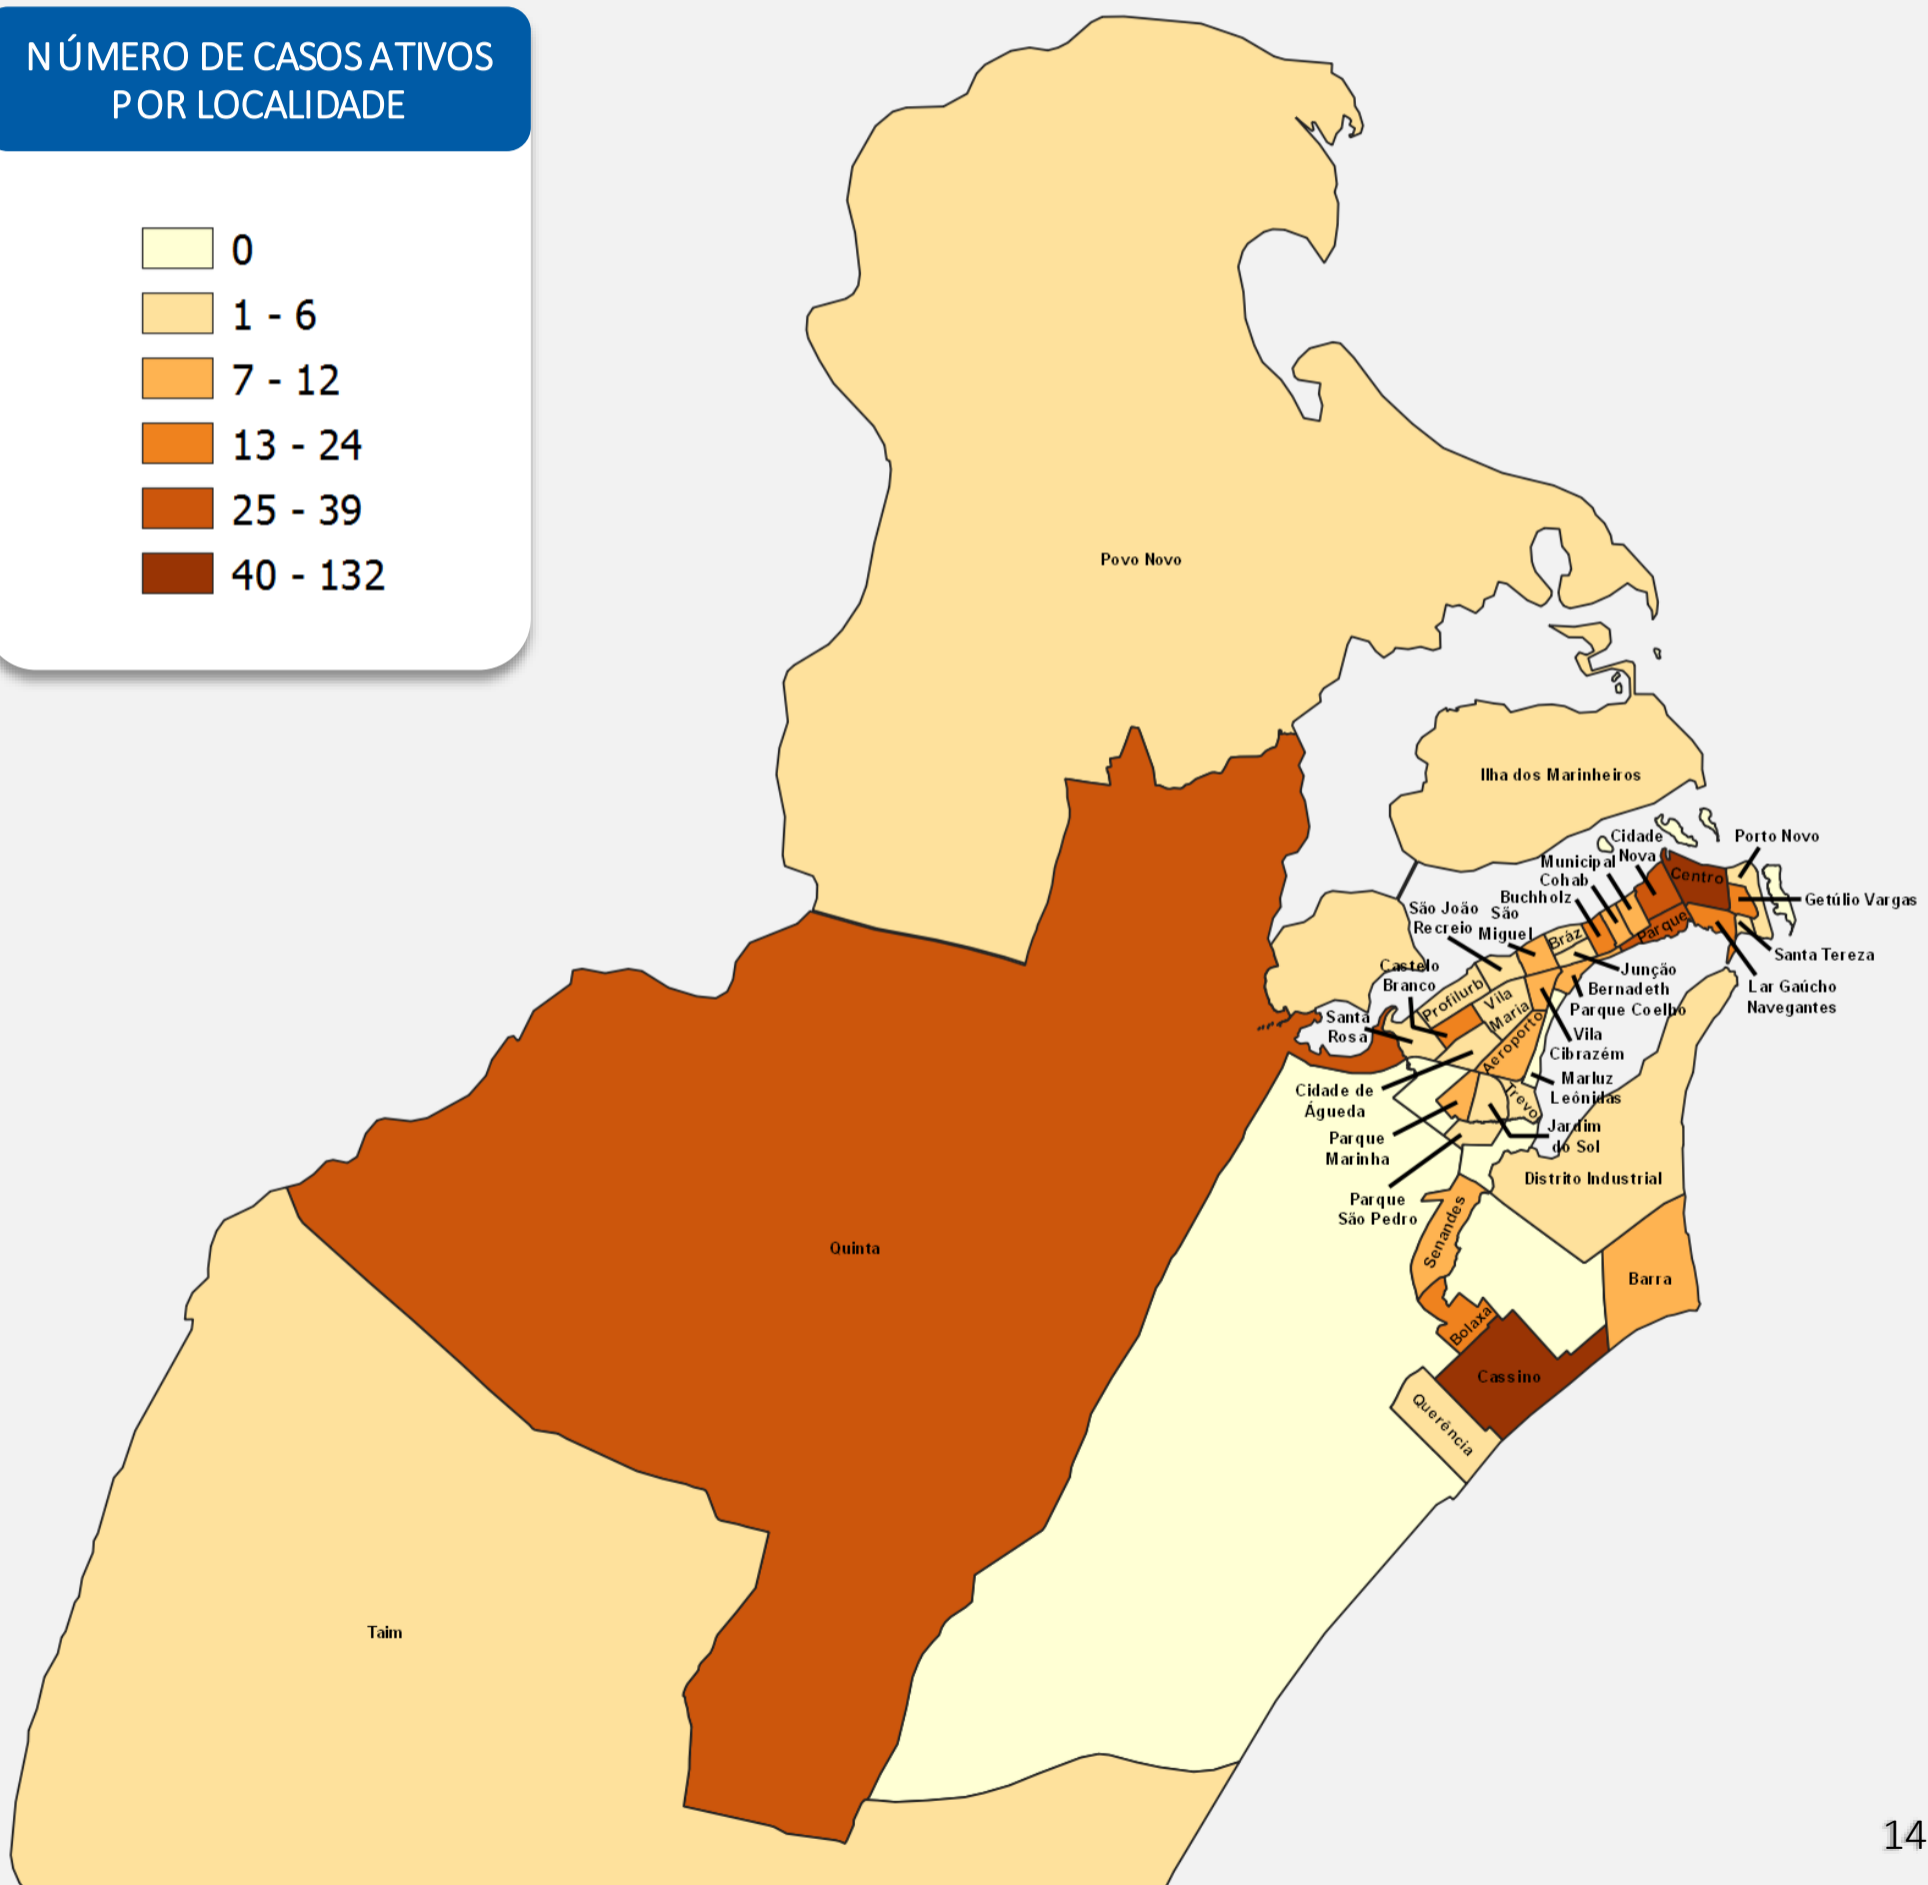 NÚMERO DE CASOS ATIVOS
POR LOCALIDADE
0
1 - 6
7 - 12
13 - 24
25 - 39
40 - 132
Povo Novo
Ilha dos Marinheiros
Cidade
Nova
Porto Novo
Municipal
Cohab
Buchholz
Centro
Getúlio Vargas
São João
Recreio
São
Miguel
Bráz
Parque
Santa Tereza
Castelo
Branco
Junção
Bernadeth
Lar Gaúcho
Navegantes
Profilurb
Vila
Maria
Parque Coelho
Santa
Rosa
Aeroporto
Vila
Cibrazém
Marluz
Leônidas
Cidade de
Águeda
Trevo
Jardim
do Sol
Parque
Marinha
Distrito Industrial
Parque
São Pedro
Senandes
Quinta
Barra
Bolaxa
Cassino
Querência
Taim
14